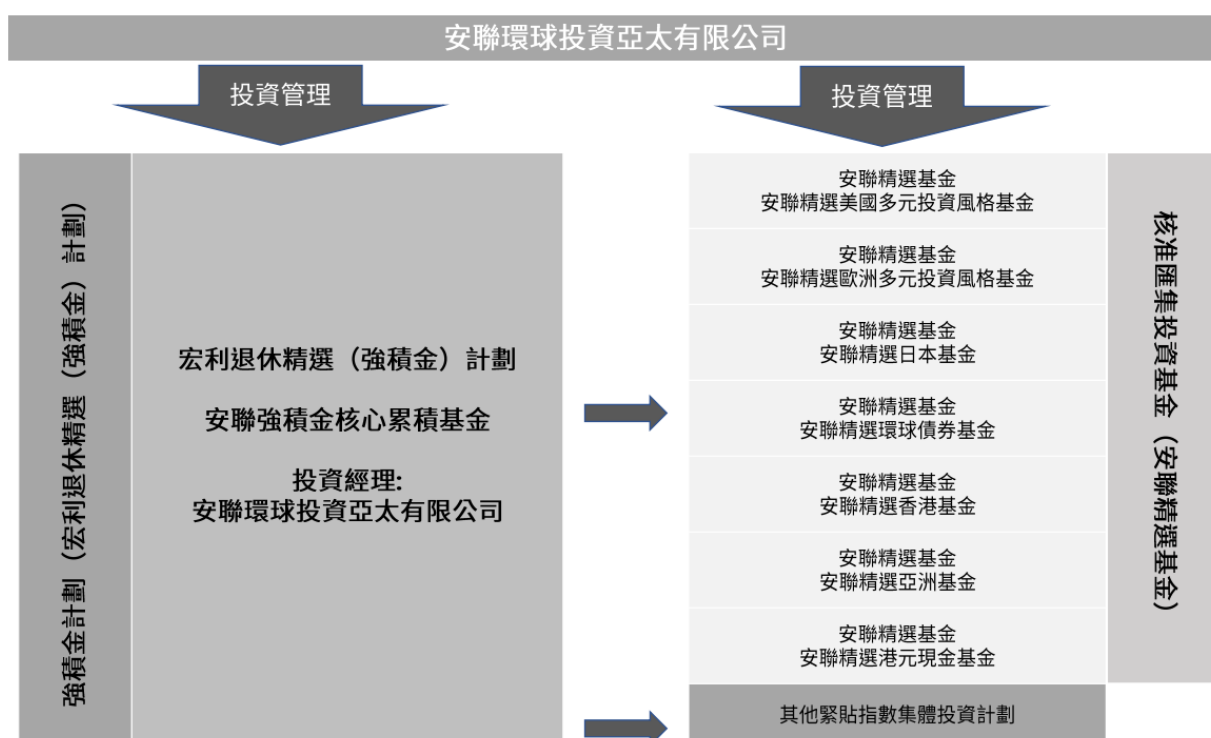 安聯環球投資亞太有限公司
投資管理
投資管理
強積金計劃（宏利退休精選（強積金）計劃）
宏利退休精選（強積金）計劃
安聯強積金核心累積基金
投資經理:
安聯環球投資亞太有限公司
安聯精選基金
安聯精選美國多元投資風格基金
安聯精選基金
安聯精選歐洲多元投資風格基金
安聯精選基金
安聯精選日本基金
安聯精選基金
安聯精選環球債券基金
安聯精選基金
安聯精選香港基金
安聯精選基金
安聯精選亞洲基金
安聯精選基金
安聯精選港元現金基金
其他緊貼指數集體投資計劃
核准匯集投資基金（安聯精選基金）